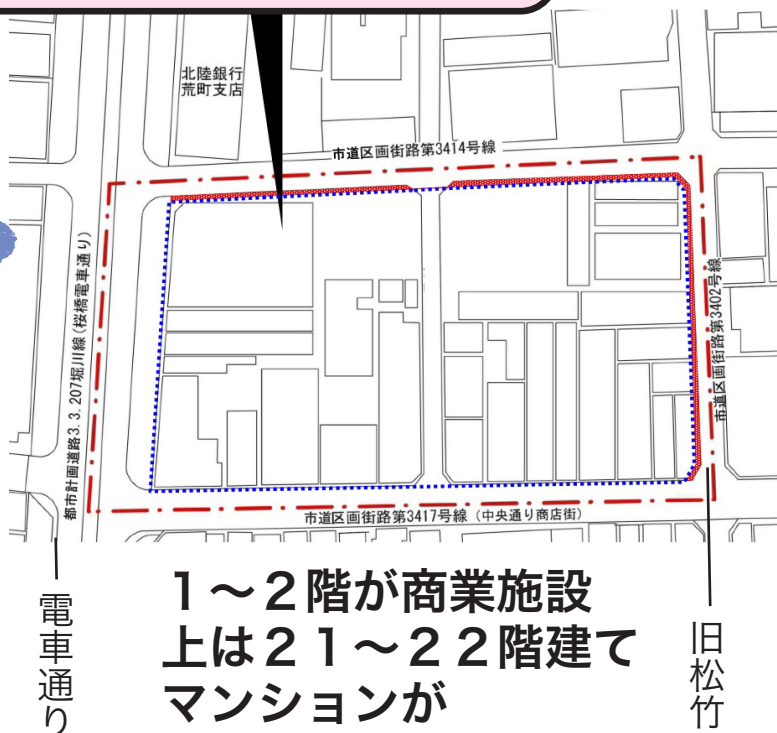 北陸銀行
荒町支店
市道区画街路第3414号線
都市計画道路3.3.207堀川線(桜橋電車通り)
市道区画街路第3402号線
市道区画街路第3417号線(中央通り商店街)
電車通り
1～2階が商業施設
上は21～22階建て
マンションが
旧松竹